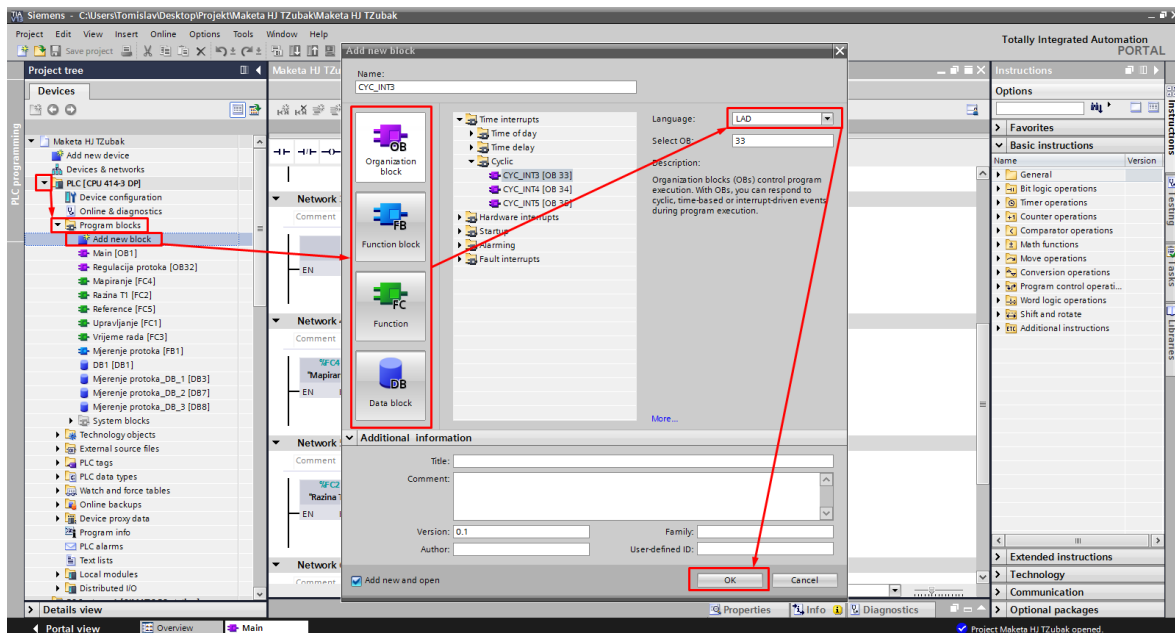 Siemens - C:\Users\Tomislav\Desktop\Projekt\Maketa HJ TZubak\Maketa HJ TZubak
Project Edit View Insert Online Options Tools Window Help
Save project
Totally Integrated Automation
PORTAL
Project tree
Devices
PLC programming
Maketa HJ TZubak
Add new device
Devices & networks
PLC [CPU 414-3 DP]
Device configuration
Online & diagnostics
Program blocks
Add new block
Main [OB1]
Regulacija protoka [OB32]
Mapiranje [FC4]
Razina T1 [FC2]
Reference [FC5]
Upravljanje [FC1]
Vrijeme rada [FC3]
Mjerenje protoka [FB1]
DB1 [DB1]
Mjerenje protoka_DB_1 [DB3]
Mjerenje protoka_DB_2 [DB7]
Mjerenje protoka_DB_3 [DB8]
System blocks
Technology objects
External source files
PLC tags
PLC data types
Watch and force tables
Online backups
Device proxy data
Program info
PLC alarms
Text lists
Local modules
Distributed I/O
Details view
Portal view
Overview
Main
Maketa HJ TZu
Network
Comment
EN
Network
Comment
%FC4
"Mapiran
EN
Network
Comment
%FC2
"Razina T
EN
Network
Comment
Add new block
Name:
CYC_INT3
OB
Organization
block
FB
Function block
FC
Function
DB
Data block
Time interrupts
Time of day
Time delay
Cyclic
CYC_INT3 [OB 33]
CYC_INT4 [OB 34]
CYC_INT5 [OB 35]
Hardware interrupts
Startup
Alarming
Fault interrupts
Language: LAD
Select OB: 33
Description:
Organization blocks (OBs) control program
execution. With OBs, you can respond to
cyclic, time-based or interrupt-driven events
during program execution.
More...
Additional information
Title:
Comment:
Version: 0.1
Family:
Author:
User-defined ID:
Add new and open
OK
Cancel
Properties
Info
Diagnostics
Instructions
Options
Favorites
Basic instructions
Name Version
General
Bit logic operations
Timer operations
Counter operations
Comparator operations
Math functions
Move operations
Conversion operations
Program control operati...
Word logic operations
Shift and rotate
Additional instructions
Extended instructions
Technology
Communication
Optional packages
Instructions
Testing
Tasks
Libraries
Project Maketa HJ TZubak opened.